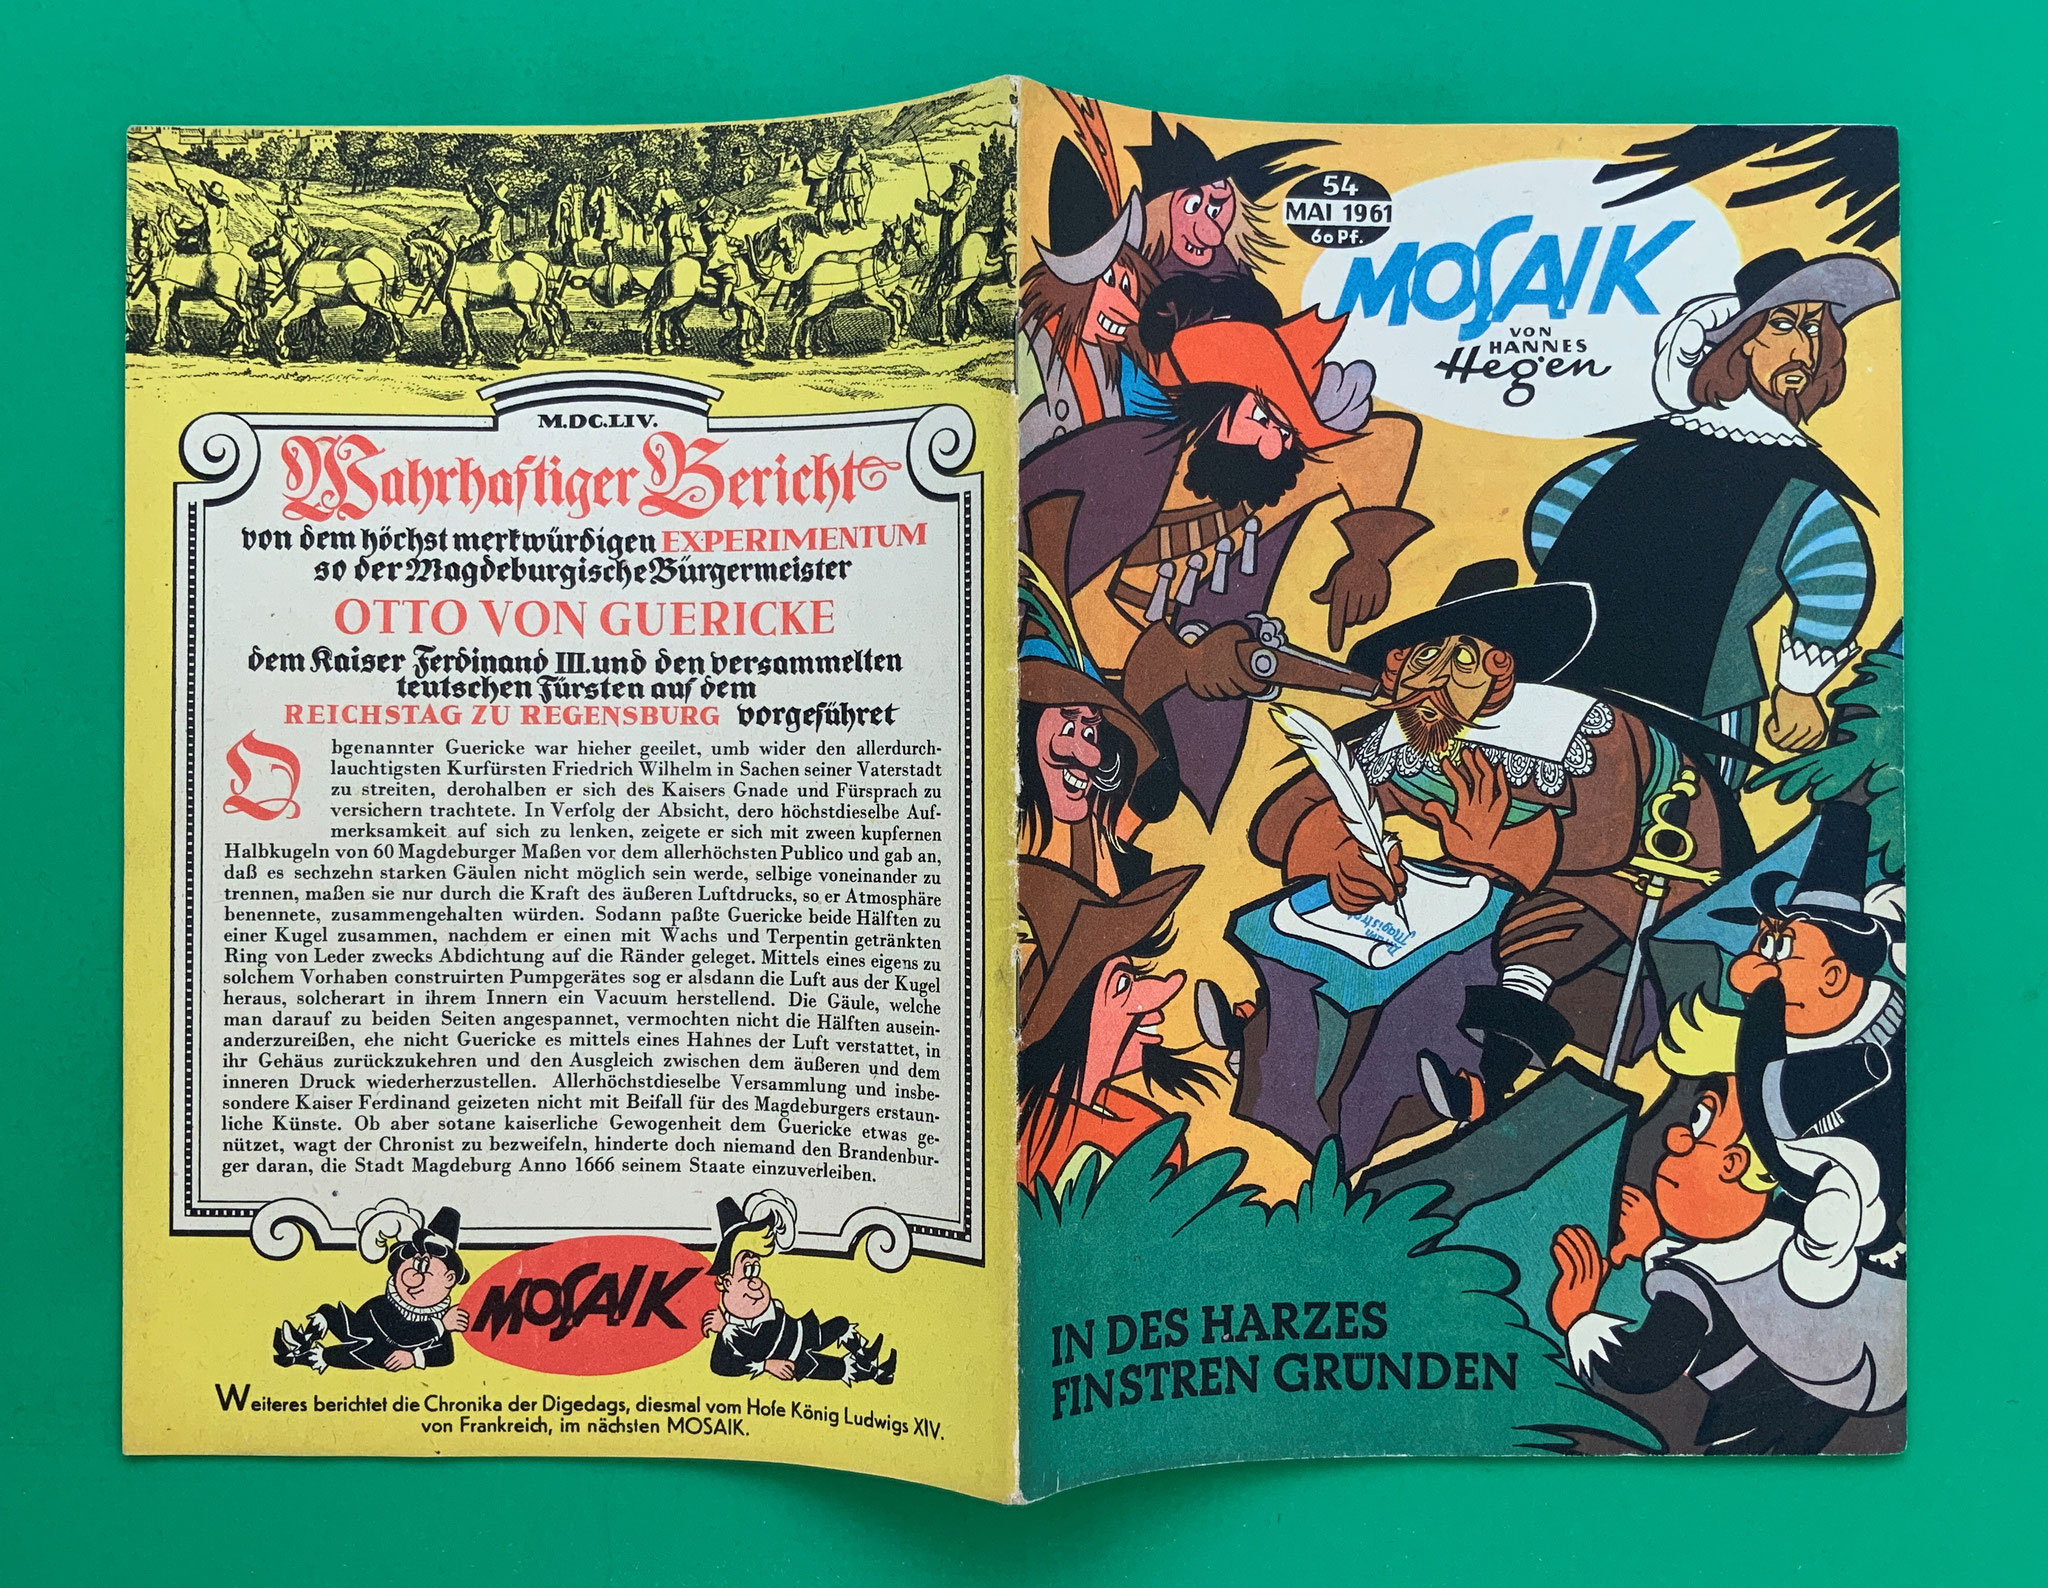 M.DC.LIV.
Wahrhaftiger Bericht
von dem höchst merkwürdigen EXPERIMENTUM
so der Magdeburgische Bürgermeister
OTTO VON GUERICKE
dem Kaiser Ferdinand III. und den versammelten
teutschen Fürsten auf dem
REICHSTAG ZU REGENSBURG vorgeführet
Obgenannter Guericke war hieher geeilet, umb wider den allerdurch-
lauchtigsten Kurfürsten Friedrich Wilhelm in Sachen seiner Vaterstadt
zu streiten, derohalben er sich des Kaisers Gnade und Fürsprach zu
versichern trachtete. In Verfolg der Absicht, dero höchstdieselbe Auf-
merksamkeit auf sich zu lenken, zeigete er sich mit zween kupfernen
Halbkugeln von 60 Magdeburger Maßen vor dem allerhöchsten Publico und gab an,
daß es sechzehn starken Gäulen nicht möglich sein werde, selbige voneinander zu
trennen, maßen sie nur durch die Kraft des äußeren Luftdrucks, so er Atmosphäre
benennete, zusammengehalten würden. Sodann paßte Guericke beide Hälften zu
einer Kugel zusammen, nachdem er einen mit Wachs und Terpentin getränkten
Ring von Leder zwecks Abdichtung auf die Ränder geleget. Mittels eines eigens zu
solchem Vorhaben construirten Pumpgerätes sog er alsdann die Luft aus der Kugel
heraus, solcherart in ihrem Innern ein Vacuum herstellend. Die Gäule, welche
man darauf zu beiden Seiten angespannet, vermochten nicht die Hälften ausein-
anderzureißen, ehe nicht Guericke es mittels eines Hahnes der Luft verstattet, in
ihr Gehäus zurückzukehren und den Ausgleich zwischen dem äußeren und dem
inneren Druck wiederherzustellen. Allerhöchstdieselbe Versammlung und insbe-
sondere Kaiser Ferdinand geizeten nicht mit Beifall für des Magdeburgers erstaun-
liche Künste. Ob aber sotane kaiserliche Gewogenheit dem Guericke etwas ge-
nützet, wagt der Chronist zu bezweifeln, hinderte doch niemand den Brandenbur-
ger daran, die Stadt Magdeburg Anno 1666 seinem Staate einzuverleiben.
MOSAIK
Weiteres berichtet die Chronika der Digedags, diesmal vom Hofe König Ludwigs XIV.
von Frankreich, im nächsten MOSAIK.
54
MAI 1961
60 Pf.
MOSAIK
VON
HANNES
Hegen
Magistrat
IN DES HARZES
FINSTREN GRÜNDEN